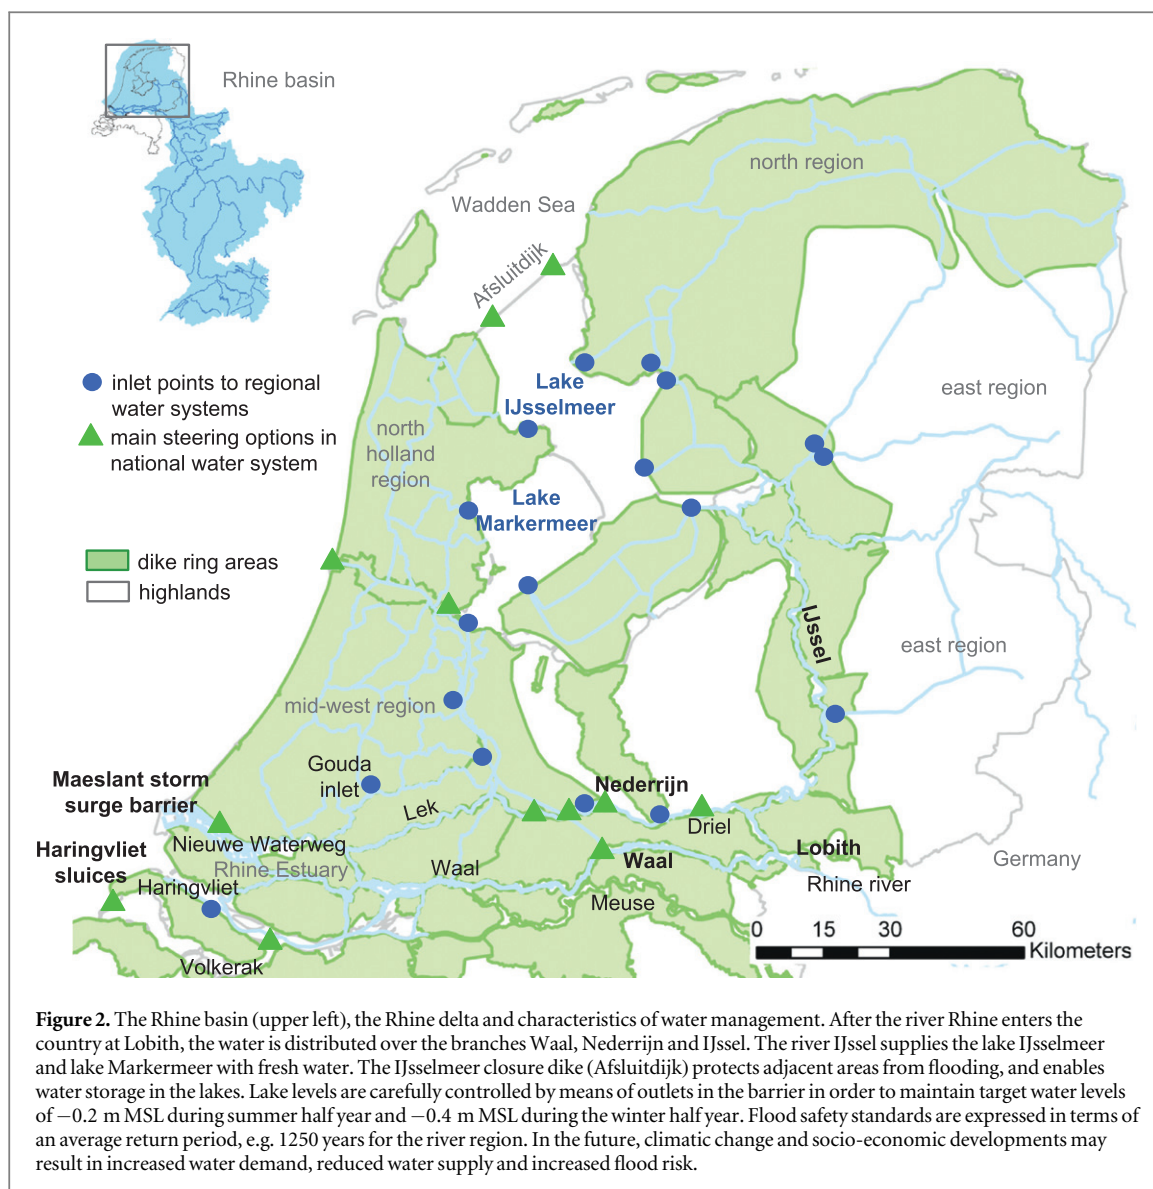 Rhine basin
north region
Wadden Sea
Afsluitdijk
inlet points to regional
water systems
main steering options in
national water system
Lake
IJsselmeer
east region
north
holland
region
Lake
Markermeer
dike ring areas
highlands
IJssel
east region
mid-west region
Gouda
inlet
Maeslant storm
surge barrier
Nederrijn
Lek
Driel
Nieuwe Waterweg
Haringvliet
sluices
Rhine Estuary
Waal
Waal
Lobith
Germany
Haringvliet
Rhine river
Meuse
Volkerak
0 15 30 60
Kilometers
Figure 2. The Rhine basin (upper left), the Rhine delta and characteristics of water management. After the river Rhine enters the
country at Lobith, the water is distributed over the branches Waal, Nederrijn and IJssel. The river IJssel supplies the lake IJsselmeer
and lake Markermeer with fresh water. The IJsselmeer closure dike (Afsluitdijk) protects adjacent areas from flooding, and enables
water storage in the lakes. Lake levels are carefully controlled by means of outlets in the barrier in order to maintain target water levels
of −0.2 m MSL during summer half year and −0.4 m MSL during the winter half year. Flood safety standards are expressed in terms of
an average return period, e.g. 1250 years for the river region. In the future, climatic change and socio-economic developments may
result in increased water demand, reduced water supply and increased flood risk.